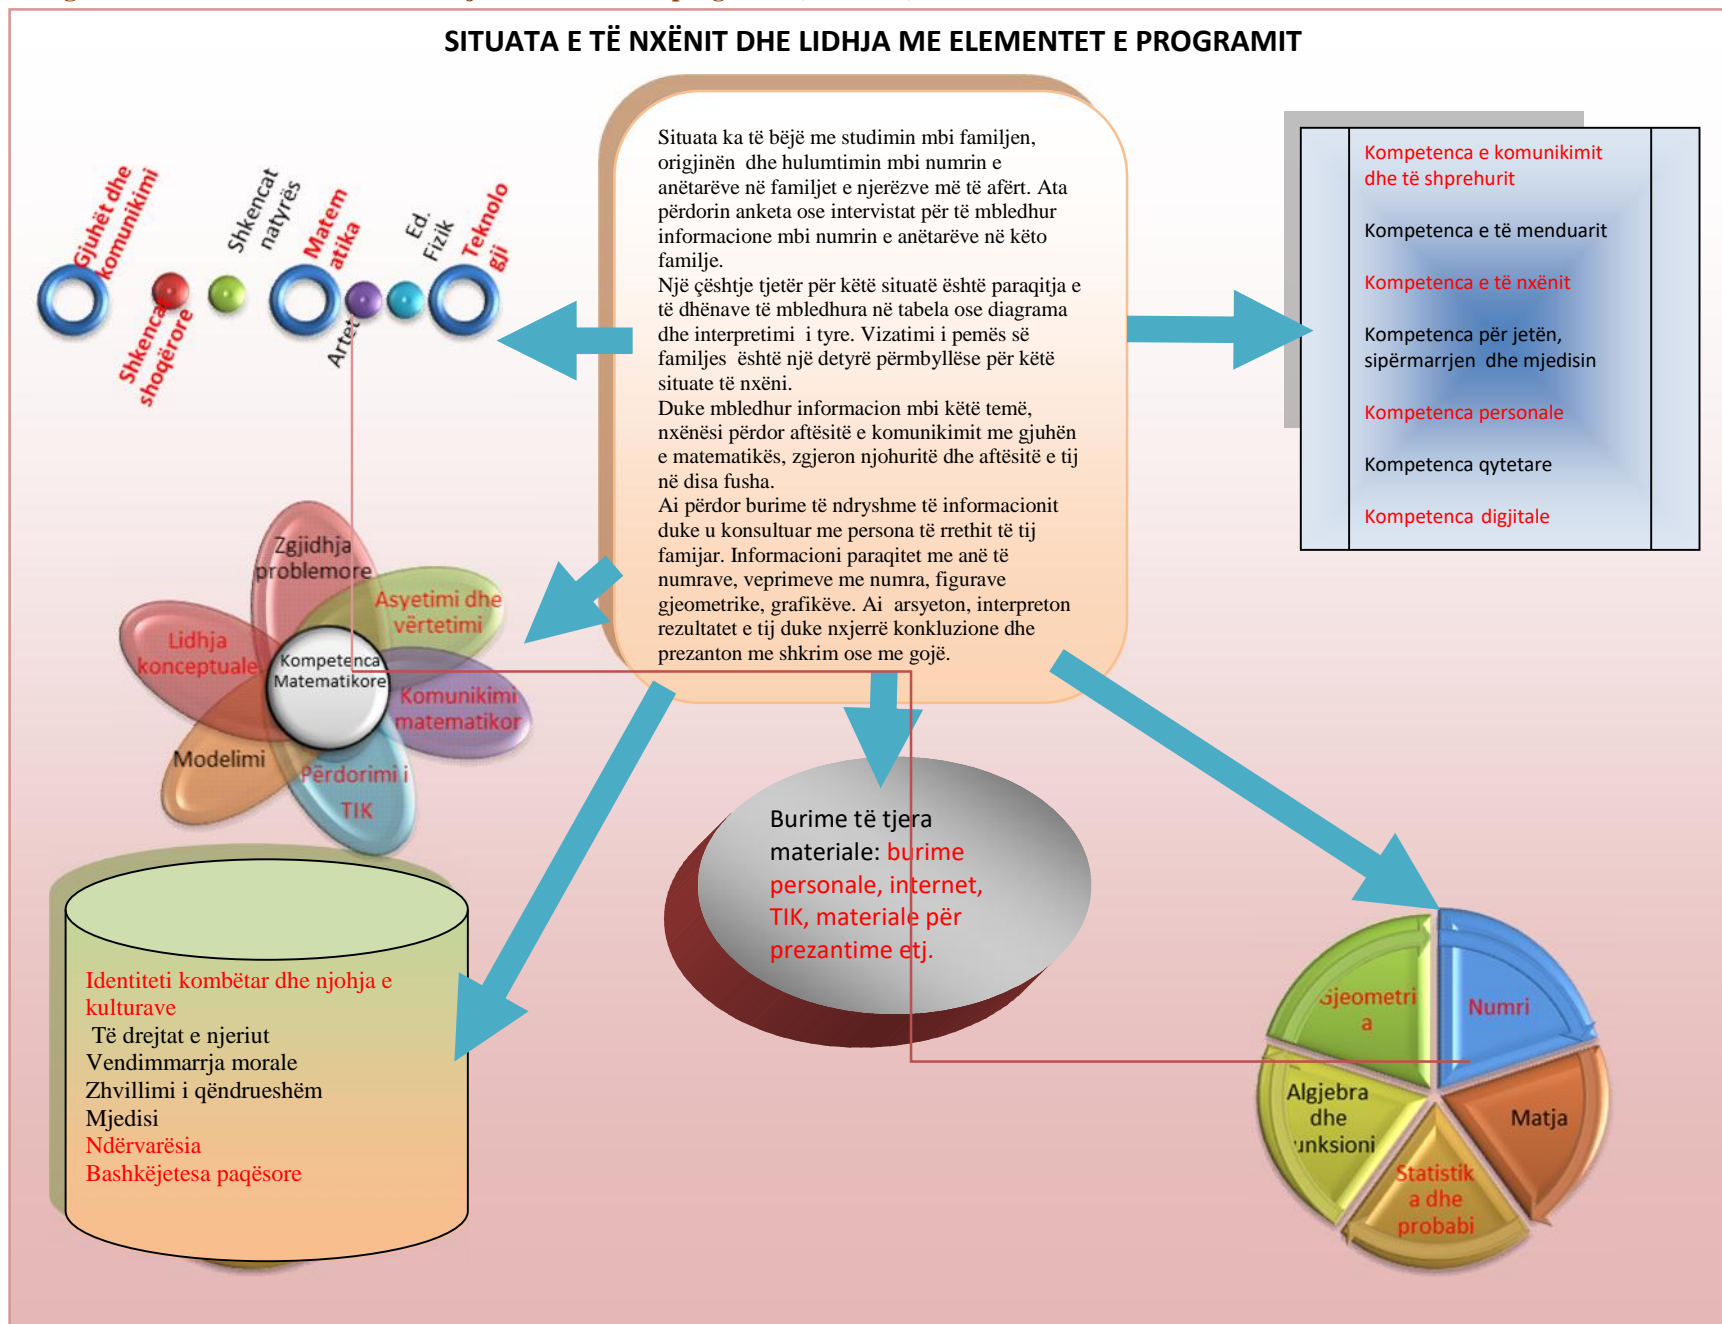 SITUATA E TË NXËNIT DHE LIDHJA ME ELEMENTET E PROGRAMIT
Gjuhët dhe
komunikimi
Shkencat
shoqërore
Shkencat
natyrës
Matem
atika
Artet
Ed.
Fizik
Teknolo
gji
Situata ka të bëjë me studimin mbi familjen,
origjinën dhe hulumtimin mbi numrin e
anëtarëve në familjet e njerëzve më të afërt. Ata
përdorin anketa ose intervistat për të mbledhur
informacione mbi numrin e anëtarëve në këto
familje.
Një çështje tjetër për këtë situatë është paraqitja e
të dhënave të mbledhura në tabela ose diagrama
dhe interpretimi i tyre. Vizatimi i pemës së
familjes është një detyrë përmbyllëse për këtë
situate të nxëni.
Duke mbledhur informacion mbi këtë temë,
nxënësi përdor aftësitë e komunikimit me gjuhën
e matematikës, zgjeron njohuritë dhe aftësitë e tij
në disa fusha.
Ai përdor burime të ndryshme të informacionit
duke u konsultuar me persona të rrethit të tij
famijar. Informacioni paraqitet me anë të
numrave, veprimeve me numra, figurave
gjeometrike, grafikëve. Ai arsyeton, interpreton
rezultatet e tij duke nxjerrë konkluzione dhe
prezanton me shkrim ose me gojë.
Kompetenca e komunikimit
dhe të shprehurit
Kompetenca e të menduarit
Kompetenca e të nxënit
Kompetenca për jetën,
sipërmarrjen dhe mjedisin
Kompetenca personale
Kompetenca qytetare
Kompetenca digjitale
Zgjidhja
problemore
Asyetimi dhe
vërtetimi
Komunikimi
matematikor
Përdorimi i
TIK
Modelimi
Lidhja
konceptuale
Kompetenca
Matematikore
Burime të tjera
materiale: burime
personale, internet,
TIK, materiale për
prezantime etj.
Identiteti kombëtar dhe njohja e
kulturave
Të drejtat e njeriut
Vendimmarrja morale
Zhvillimi i qëndrueshëm
Mjedisi
Ndërvarësia
Bashkëjetesa paqësore
Gjeometri
a
Numri
Matja
Statistik
a dhe
probabi
Algjebra
dhe
unksioni